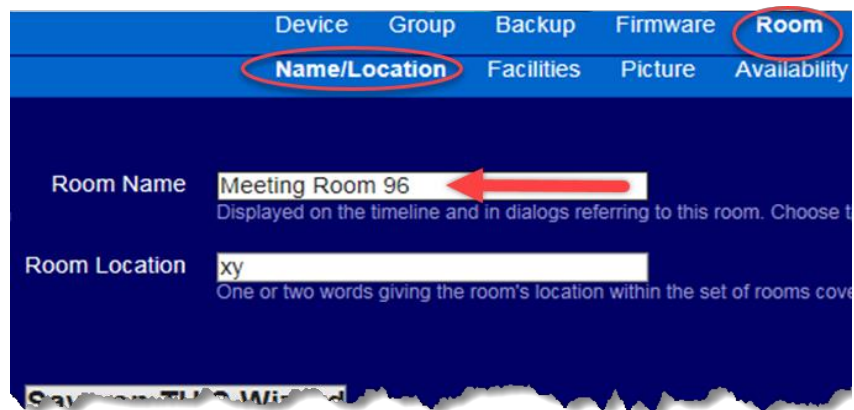 Device Group Backup Firmware Room
Name/Location Facilities Picture Availability
Room Name Meeting Room 96
Displayed on the timeline and in dialogs referring to this room. Choose
Room Location xy
One or two words giving the room's location within the set of rooms